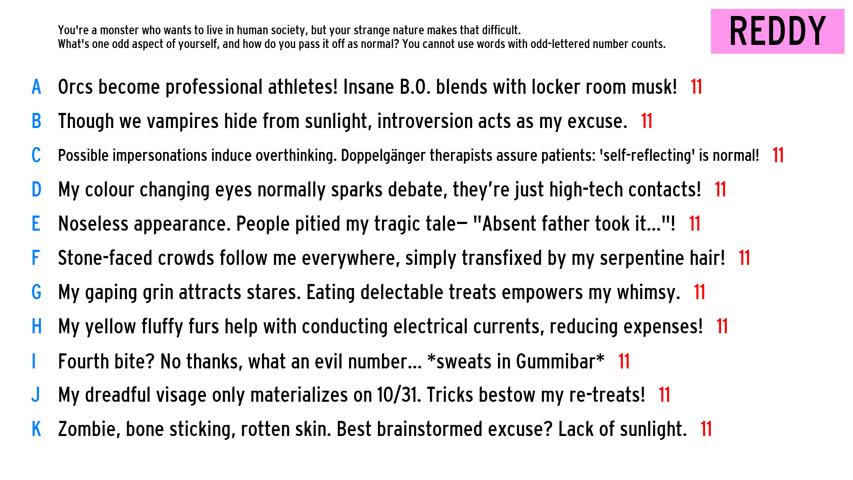 You're a monster who wants to live in human society, but your strange nature makes that difficult.
What's one odd aspect of yourself, and how do you pass it off as normal? You cannot use words with odd-lettered number counts.
REDDY
A Orcs become professional athletes! Insane B.O. blends with locker room musk! 11
B Though we vampires hide from sunlight, introversion acts as my excuse. 11
C Possible impersonations induce overthinking. Doppelgänger therapists assure patients: 'self-reflecting' is normal! 11
D My colour changing eyes normally sparks debate, they're just high-tech contacts! 11
E Noseless appearance. People pitied my tragic tale– "Absent father took it..."! 11
F Stone-faced crowds follow me everywhere, simply transfixed by my serpentine hair! 11
G My gaping grin attracts stares. Eating delectable treats empowers my whimsy. 11
H My yellow fluffy furs help with conducting electrical currents, reducing expenses! 11
I Fourth bite? No thanks, what an evil number... *sweats in Gummibar* 11
J My dreadful visage only materializes on 10/31. Tricks bestow my re-treats! 11
K Zombie, bone sticking, rotten skin. Best brainstormed excuse? Lack of sunlight. 11